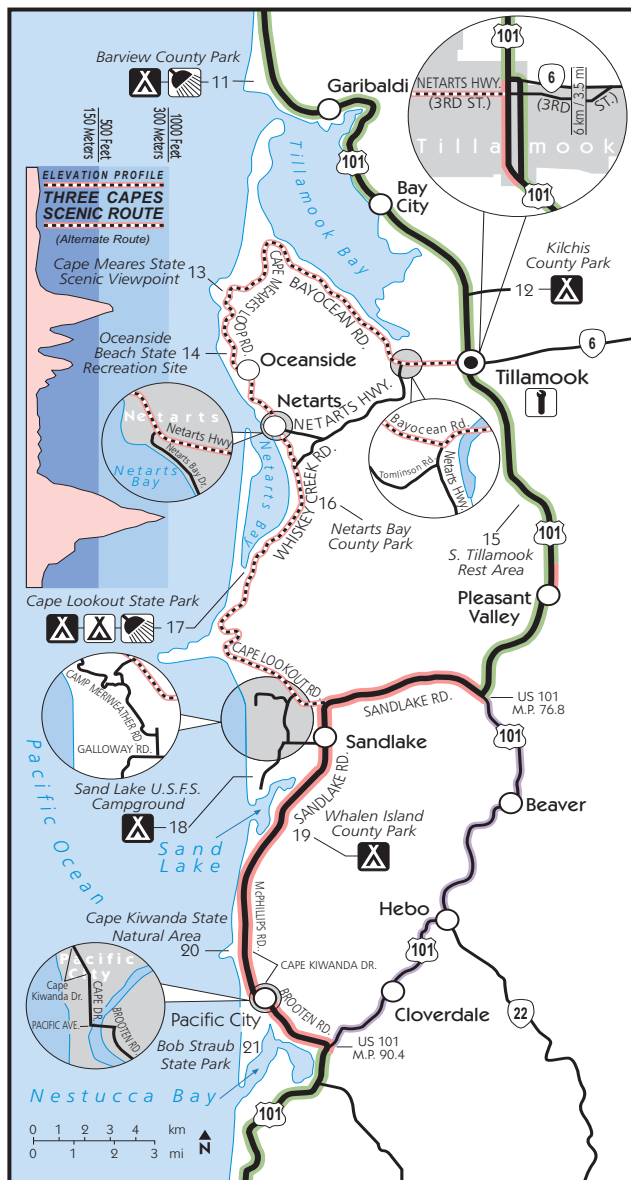 101
Barview County Park
11
Garibaldi
101
NETARTS HWY.
(3RD ST.)
6
(3RD ST.)
6 km / 3.5 mi
Tillamook
101
500 Feet
150 Meters
1000 Feet
300 Meters
ELEVATION PROFILE
THREE CAPES
SCENIC ROUTE
(Alternate Route)
Tillamook Bay
101
Bay
City
Kilchis
County Park
12
Cape Meares State
Scenic Viewpoint
13
CAPE MEARES LOOP RD.
BAYOCEAN RD.
Oceanside
Beach State
Recreation Site
14
Oceanside
6
Tillamook
Netarts
NETARTS HWY.
Netarts
Netarts Hwy.
Netarts Bay Dr.
Netarts
Bay
Bayocean Rd.
Tomlinson Rd.
Netarts Hwy.
Netarts Bay
WHISKEY CREEK RD.
16
Netarts Bay
County Park
15
S. Tillamook
Rest Area
101
Pleasant
Valley
Cape Lookout State Park
17
CAPE LOOKOUT RD.
CAMP MERIWEATHER RD.
GALLOWAY RD.
SANDLAKE RD.
US 101
M.P. 76.8
101
Sandlake
Pacific Ocean
Sand Lake U.S.F.S.
Campground
18
SANDLAKE RD.
Sand
Lake
Whalen Island
County Park
19
Beaver
McPHILLIPS RD.
Hebo
101
Cape Kiwanda State
Natural Area
20
CAPE KIWANDA DR.
Pacific
City
Cape
Kiwanda Dr.
CAPE DR.
PACIFIC AVE.
BROOTEN RD.
Pacific City
BROOTEN RD.
Cloverdale
22
Bob Straub
State Park
21
US 101
M.P. 90.4
Nestucca Bay
101
101
0 1 2 3 4 km
0 1 2 3 mi
N